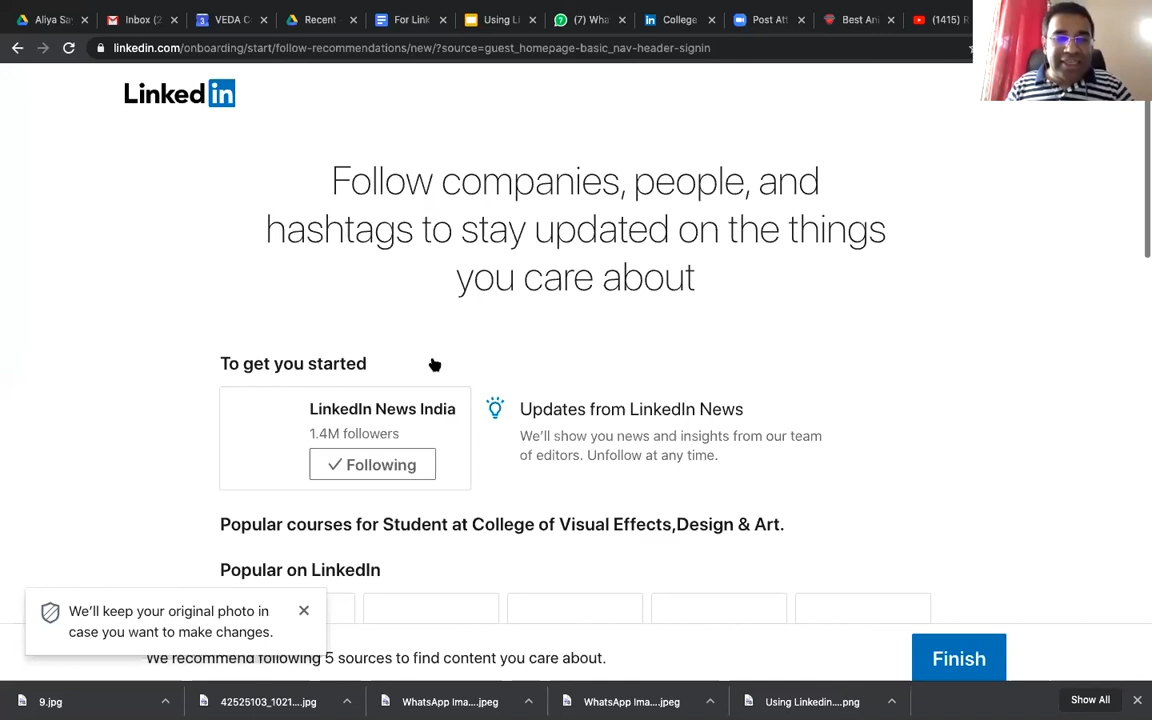 Aliya Sa
Inbox (2
VEDA C
Recent
For Link
Using Li
(7) Wha
College
Post Att
Best Ani
(1415) R
linkedin.com/onboarding/start/follow-recommendations/new/?source=guest_homepage-basic_nav-header-signin
Linked in
Follow companies, people, and
hashtags to stay updated on the things
you care about
To get you started
LinkedIn News India
1.4M followers
Following
Updates from LinkedIn News
We'll show you news and insights from our team
of editors. Unfollow at any time.
Popular courses for Student at College of Visual Effects,Design & Art.
Popular on LinkedIn
We'll keep your original photo in
case you want to make changes.
We recommend following 5 sources to find content you care about.
Finish
9.jpg
42525103_1021....jpg
WhatsApp Ima....jpeg
WhatsApp Ima....jpeg
Using Linkedin....png
Show All